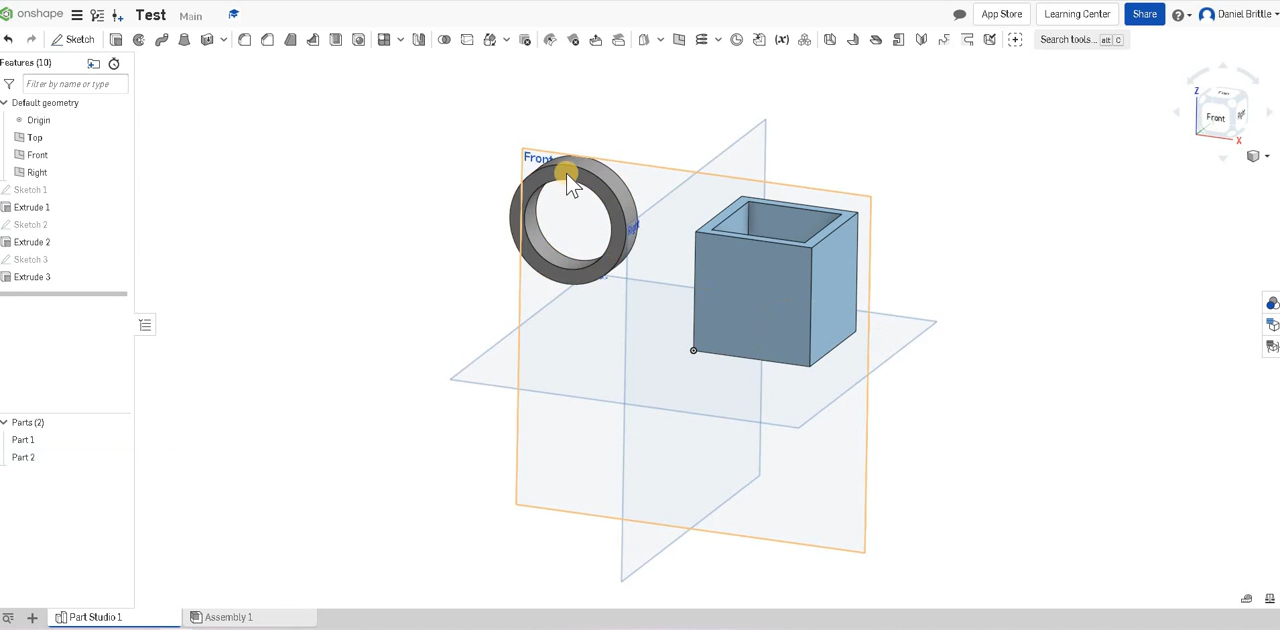 onshape
Test
Main
App Store
Learning Center
Share
Daniel Brittle
Sketch
Search tools...
alt
C
Features (10)
Filter by name or type
Default geometry
Origin
Top
Front
Right
Sketch 1
Extrude 1
Sketch 2
Extrude 2
Sketch 3
Extrude 3
Parts (2)
Part 1
Part 2
Front
Z
Front
X
Part Studio 1
Assembly 1